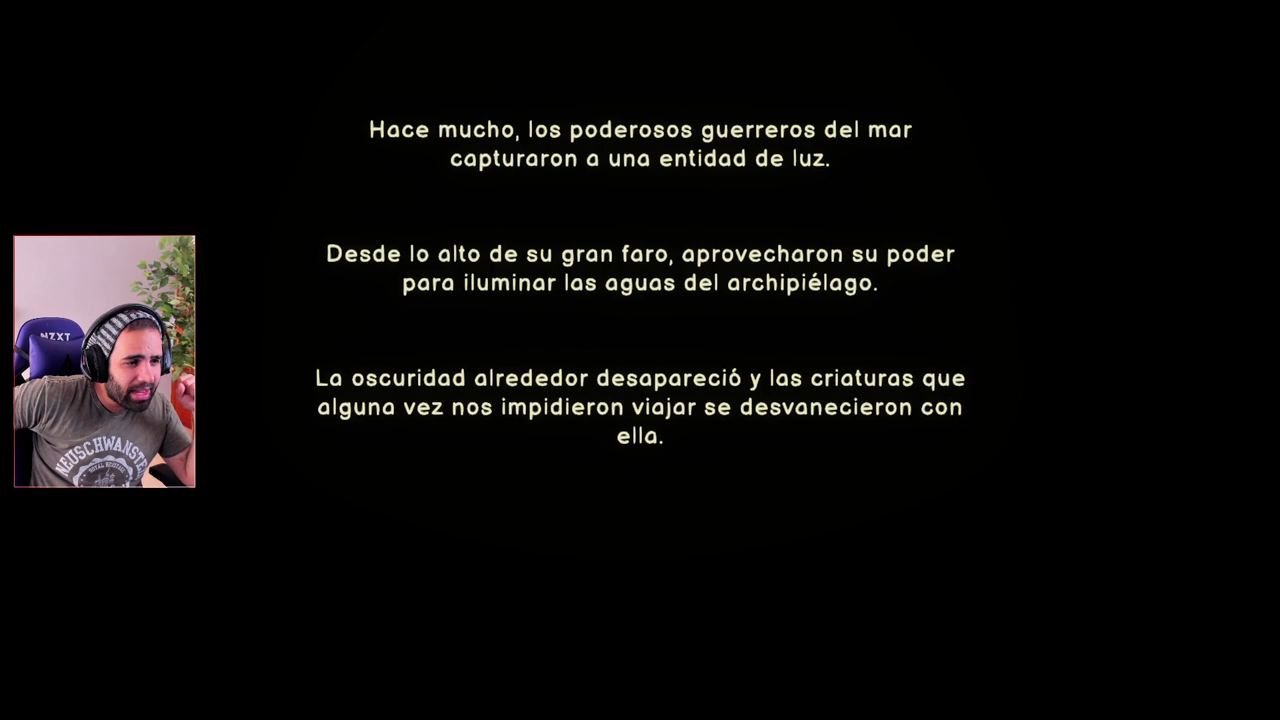 Hace mucho, los poderosos guerreros del mar
capturaron a una entidad de luz.
Desde lo alto de su gran faro, aprovecharon su poder
para iluminar las aguas del archipiélago.
NZXT
La oscuridad alrededor desapareció y las criaturas que
alguna vez nos impidieron viajar se desvanecieron con
ella.
NEUSCHWANSTE